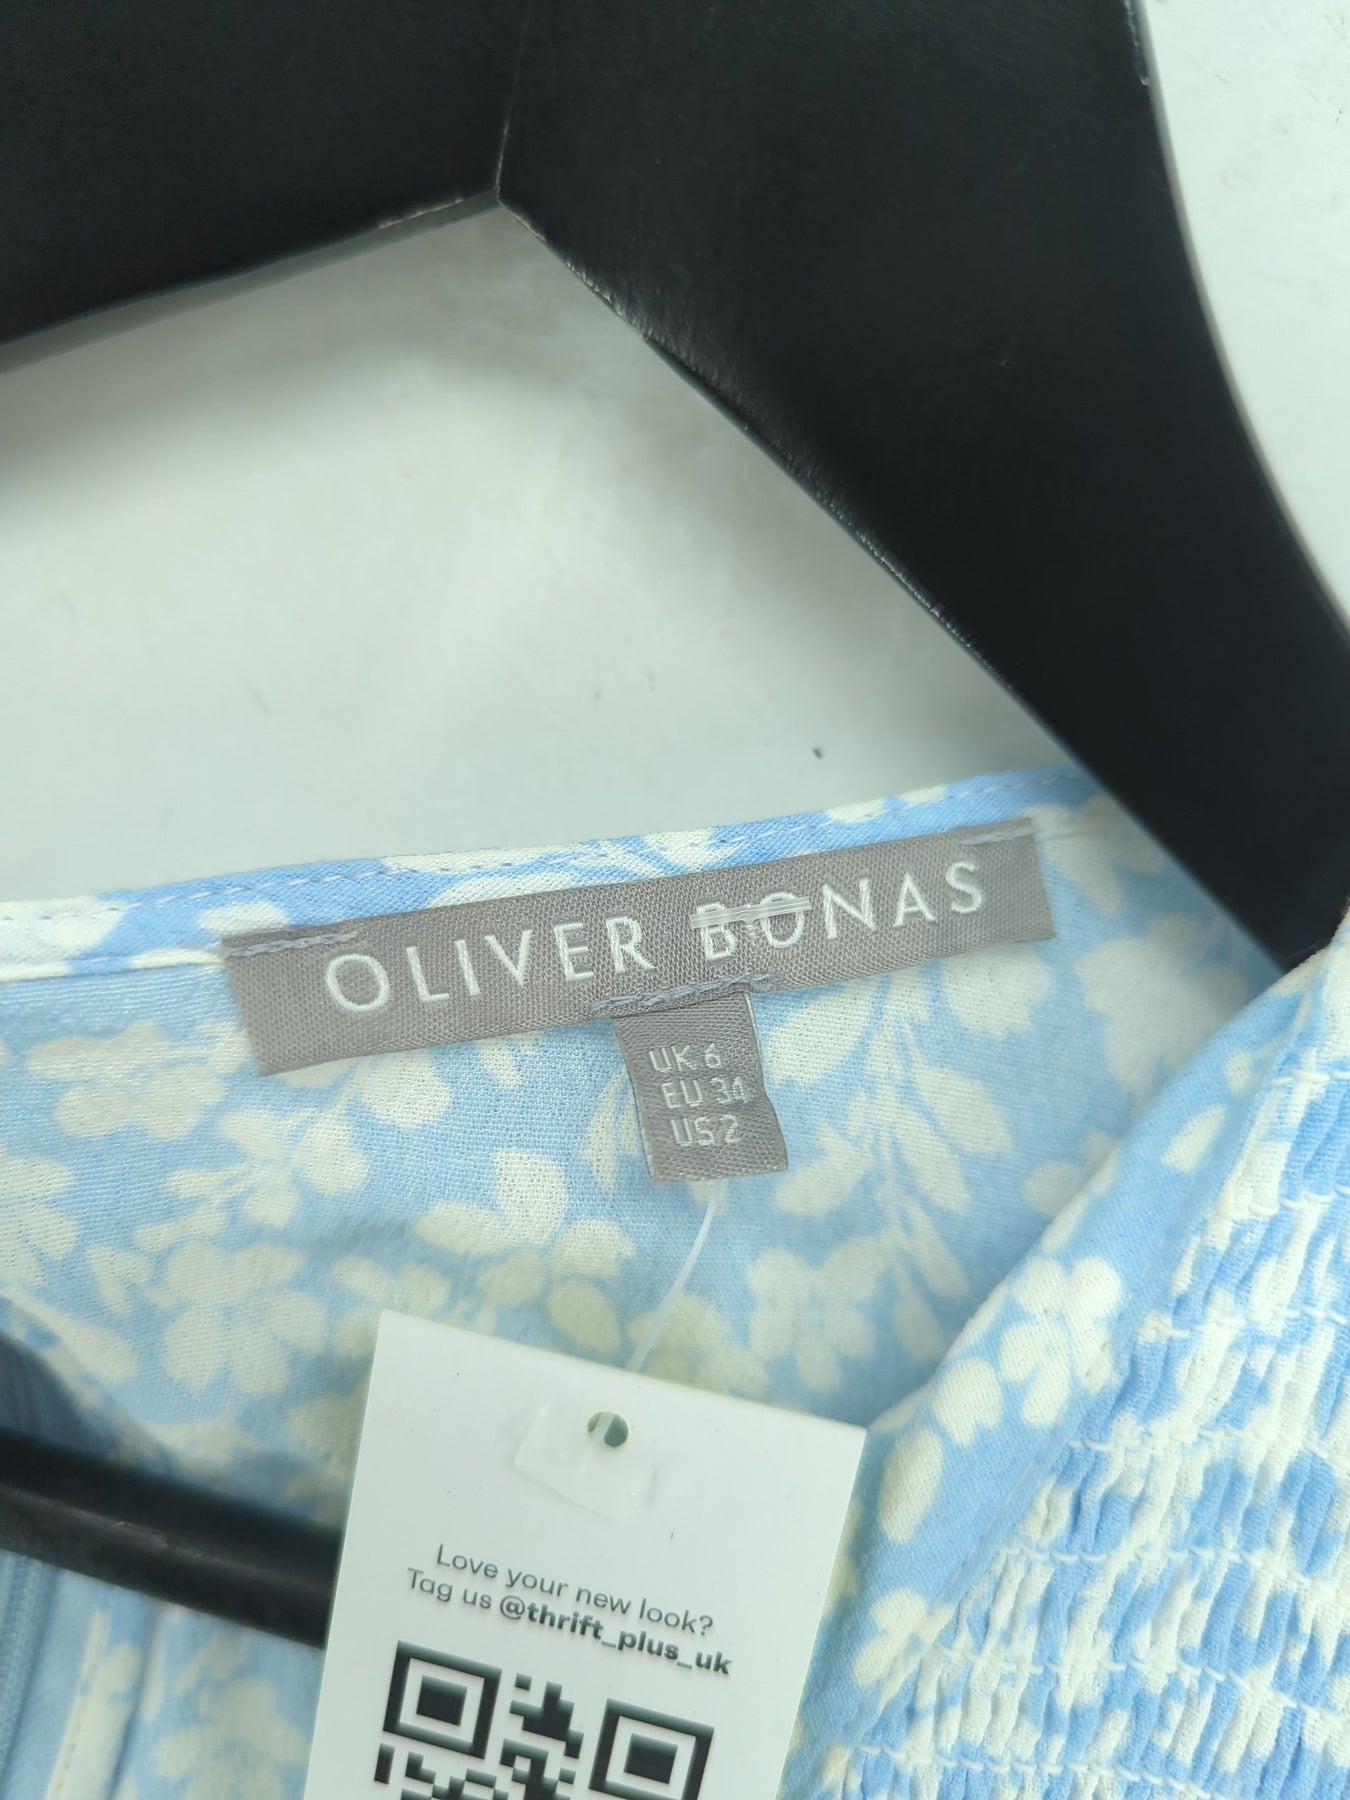 OLIVER BONAS
UK 6
EU 34
US 2
Love your new look?
Tag us @thrift_plus_uk